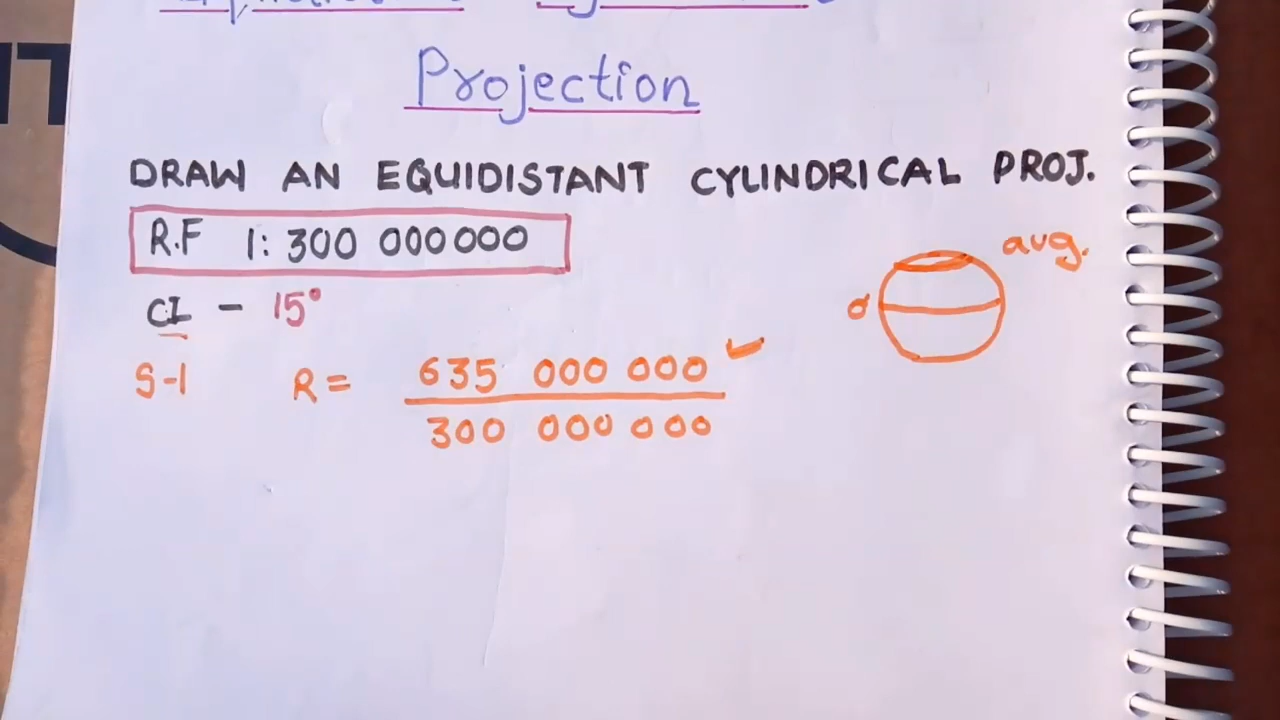 Projection
DRAW AN EQUIDISTANT CYLINDRICAL PROJ.
R.F 1: 300 000000
CI - 15°
S-1 R = 635 000 000
300 000 000
avg.